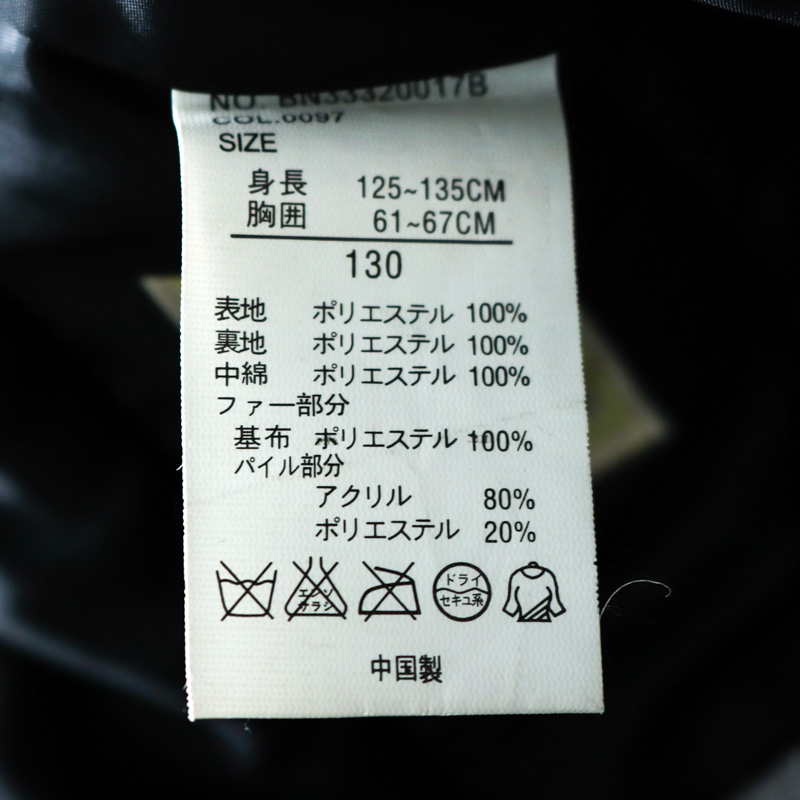 NO. BN33320017B
COL.0097
SIZE
身長 125~135CM
胸囲 61~67CM
130
表地 ポリエステル 100%
裏地 ポリエステル 100%
中綿 ポリエステル 100%
ファー部分
基布 ポリエステル 100%
パイル部分
アクリル 80%
ポリエステル 20%
エンソ
サラシ
ドライ
セキユ系
中国製